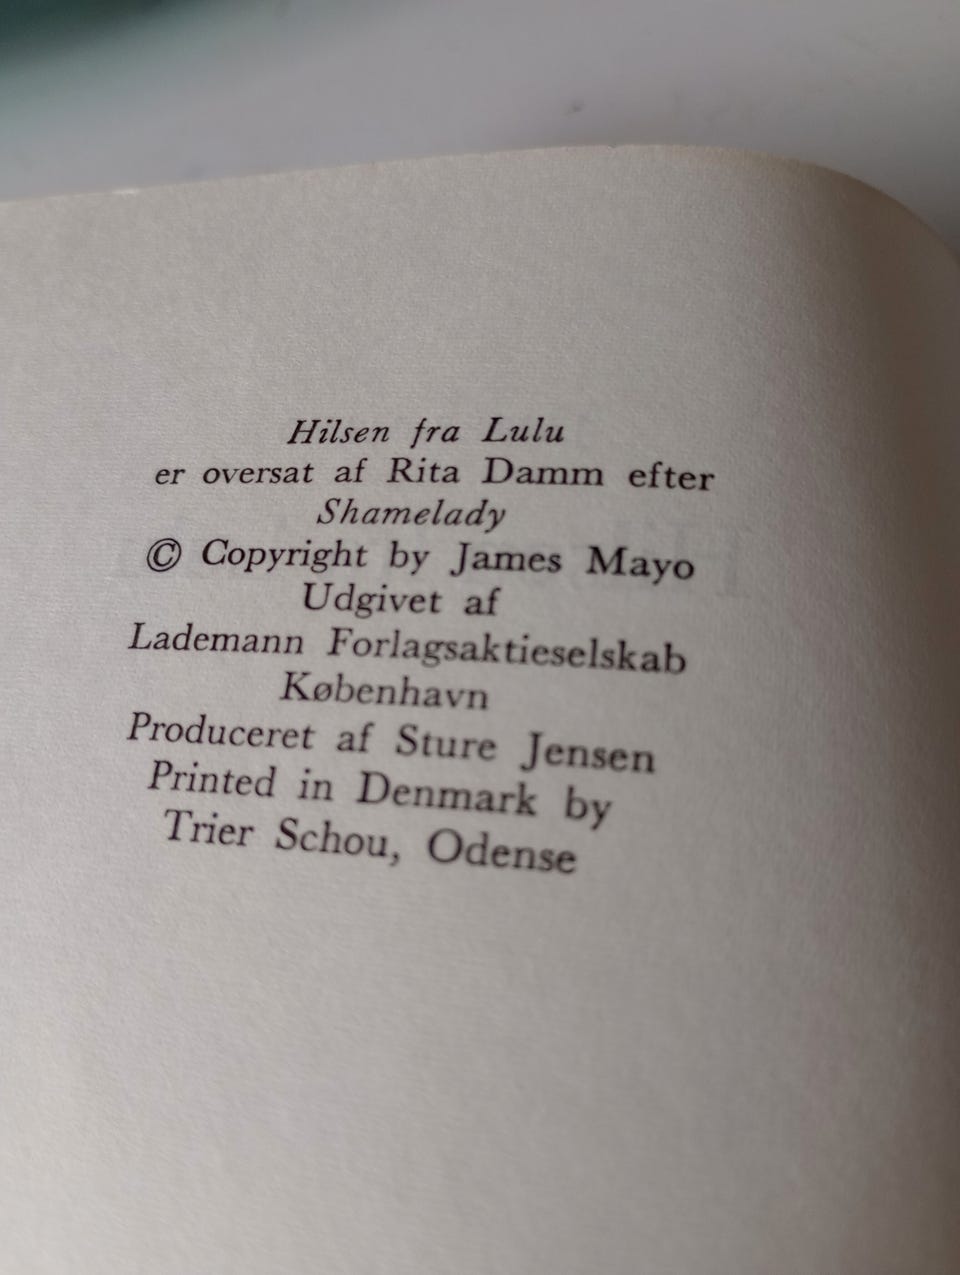 Hilsen fra Lulu
er oversat af Rita Damm efter
Shamelady
© Copyright by James Mayo
Udgivet af
Lademann Forlagsaktieselskab
København
Produceret af Sture Jensen
Printed in Denmark by
Trier Schou, Odense